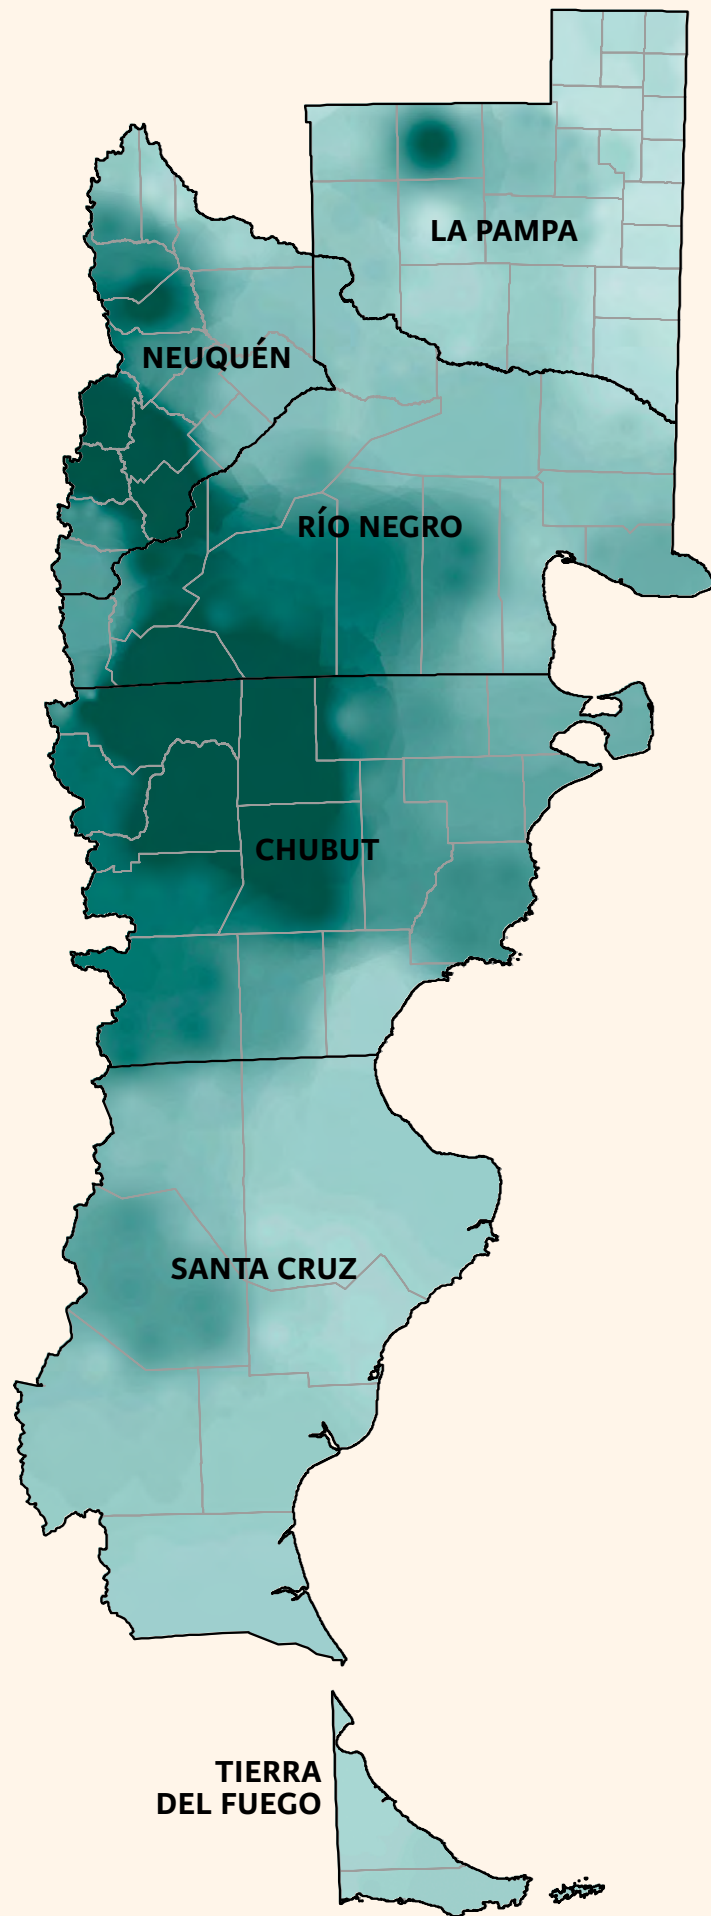 LA PAMPA
NEUQUÉN
RÍO NEGRO
CHUBUT
SANTA CRUZ
TIERRA
DEL FUEGO